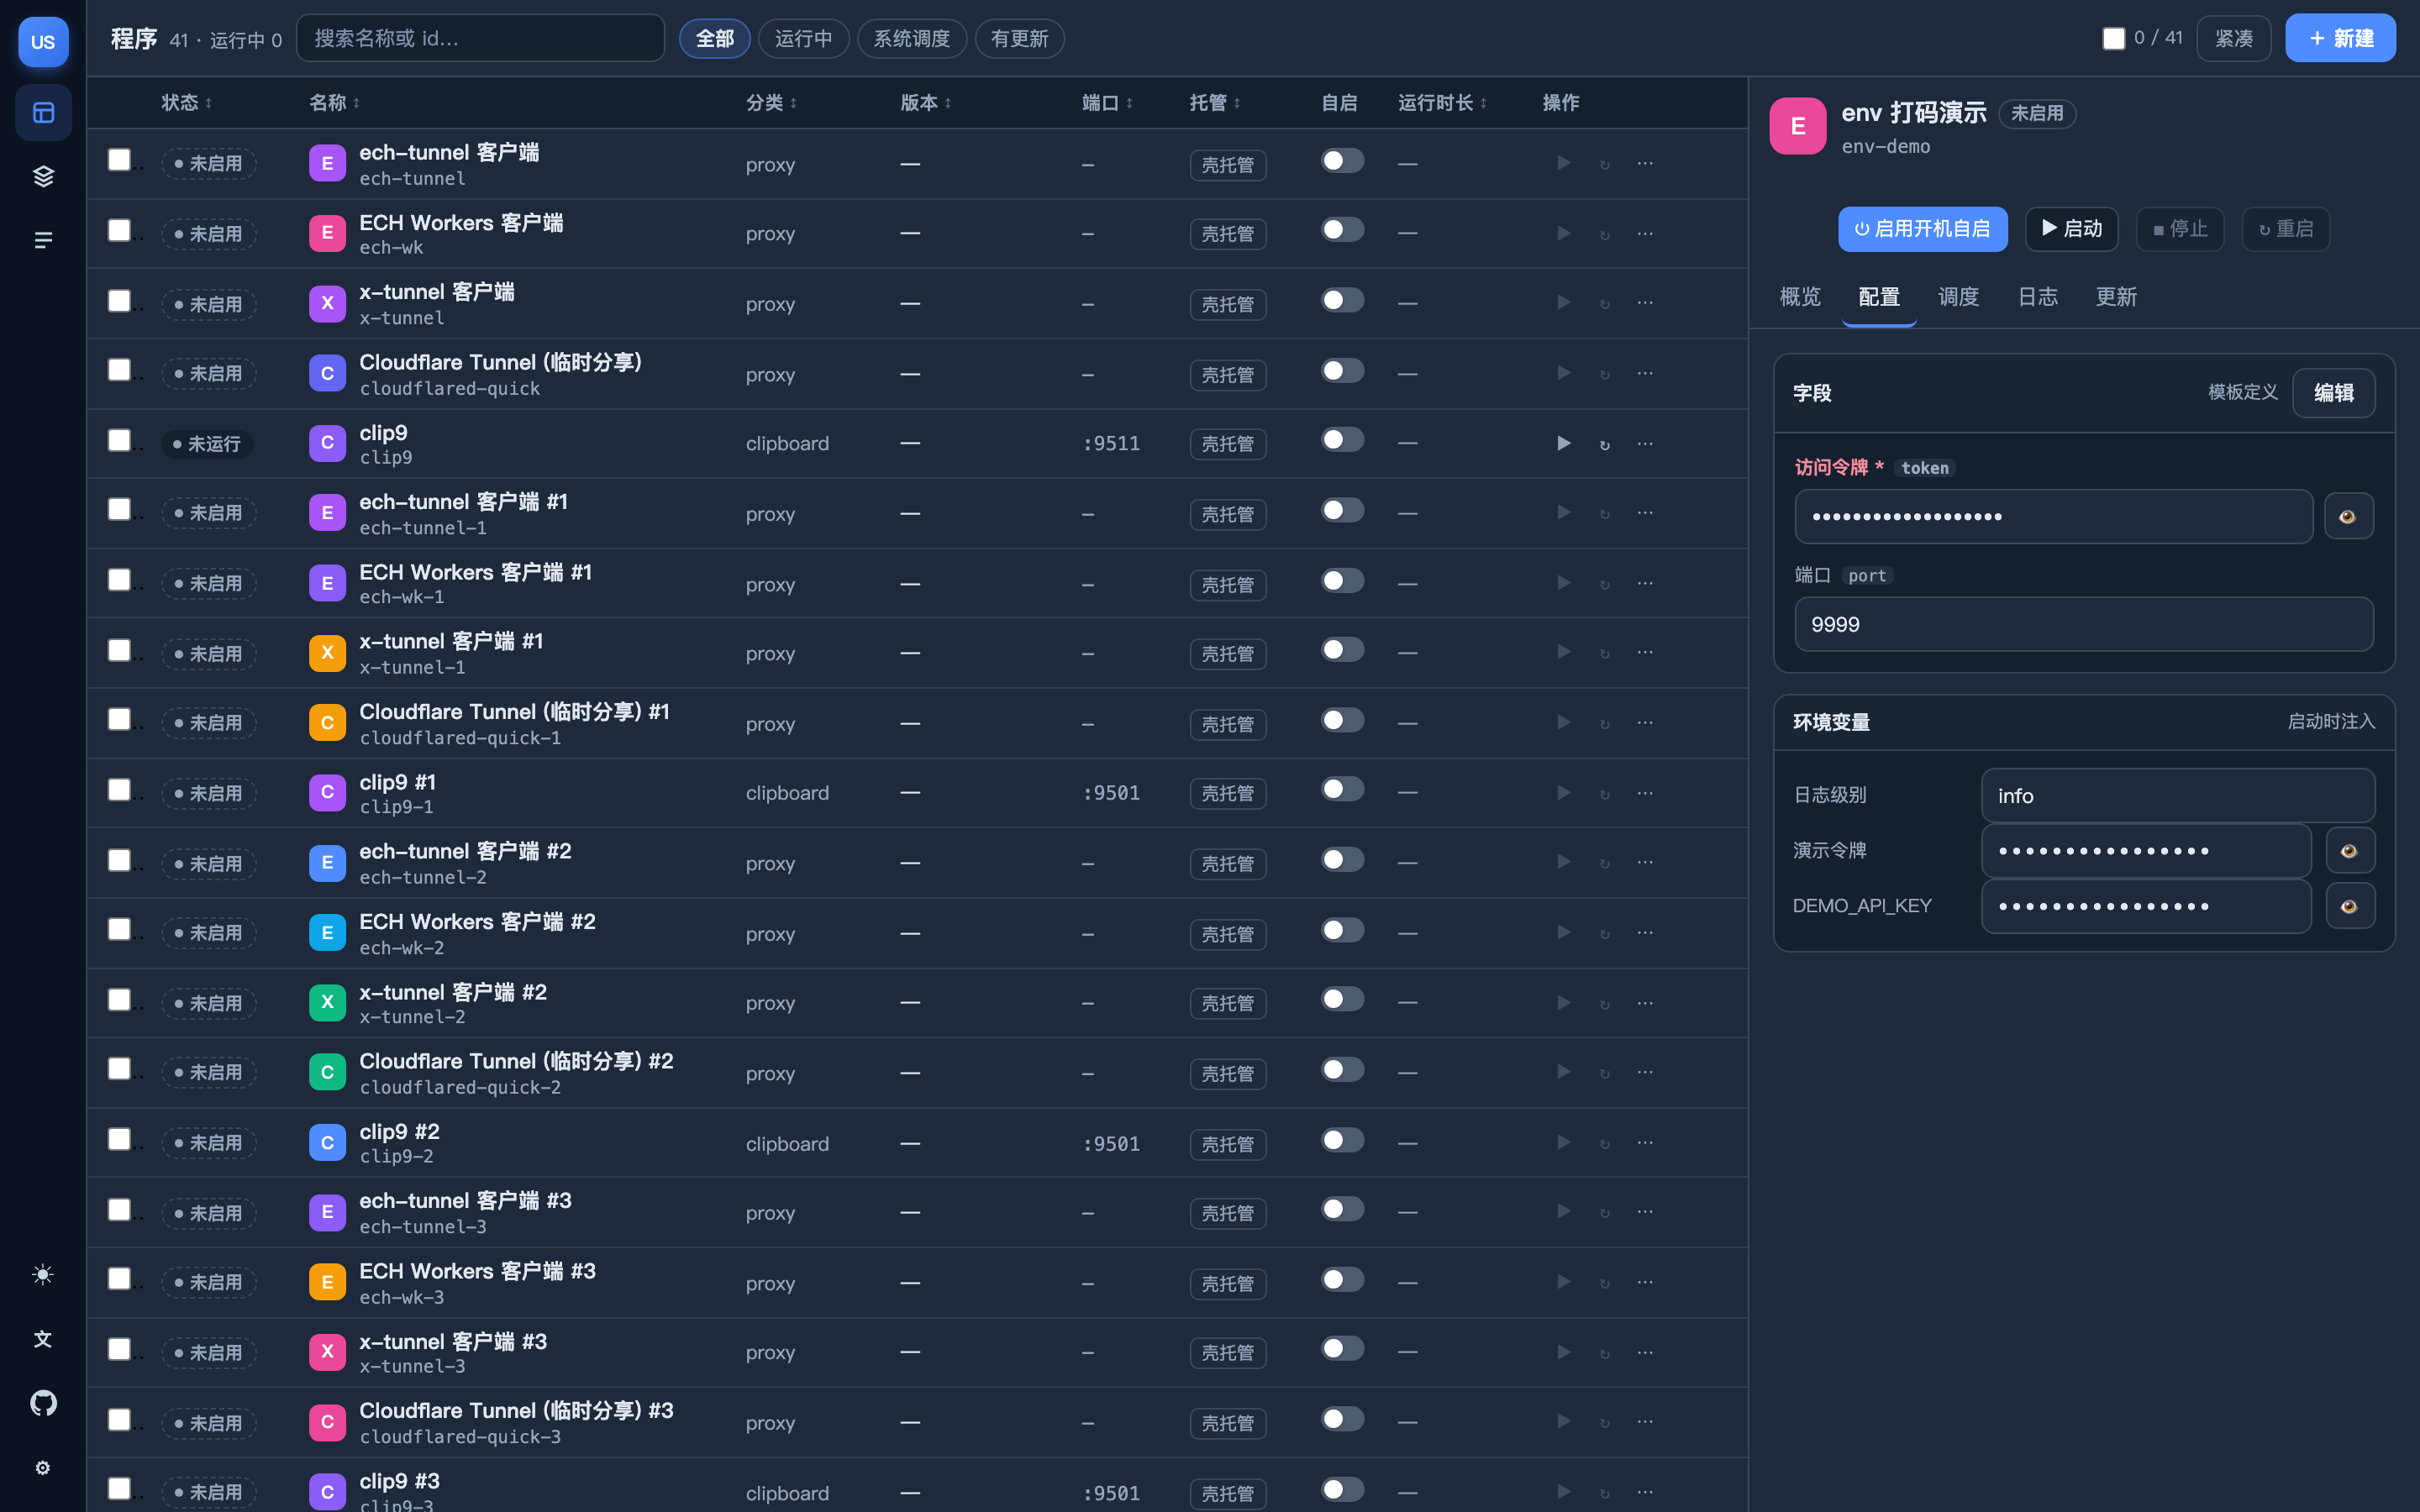 US
程序 41 · 运行中 0 搜索名称或 id... 全部 运行中 系统调度 有更新 0 / 41 紧凑 + 新建
状态 名称 分类 版本 端口 托管 自启 运行时长 操作
未启用 E ech-tunnel 客户端 proxy — – 壳托管 — ...
ech-tunnel
未启用 E ECH Workers 客户端 proxy — – 壳托管 — ...
ech-wk
未启用 X x-tunnel 客户端 proxy — – 壳托管 — ...
x-tunnel
未启用 C Cloudflare Tunnel (临时分享) proxy — – 壳托管 — ...
cloudflared-quick
未运行 C clip9 clipboard — :9511 壳托管 — ...
clip9
未启用 E ech-tunnel 客户端 #1 proxy — – 壳托管 — ...
ech-tunnel-1
未启用 E ECH Workers 客户端 #1 proxy — – 壳托管 — ...
ech-wk-1
未启用 X x-tunnel 客户端 #1 proxy — – 壳托管 — ...
x-tunnel-1
未启用 C Cloudflare Tunnel (临时分享) #1 proxy — – 壳托管 — ...
cloudflared-quick-1
未启用 C clip9 #1 clipboard — :9501 壳托管 — ...
clip9-1
未启用 E ech-tunnel 客户端 #2 proxy — – 壳托管 — ...
ech-tunnel-2
未启用 E ECH Workers 客户端 #2 proxy — – 壳托管 — ...
ech-wk-2
未启用 X x-tunnel 客户端 #2 proxy — – 壳托管 — ...
x-tunnel-2
未启用 C Cloudflare Tunnel (临时分享) #2 proxy — – 壳托管 — ...
cloudflared-quick-2
未启用 C clip9 #2 clipboard — :9501 壳托管 — ...
clip9-2
未启用 E ech-tunnel 客户端 #3 proxy — – 壳托管 — ...
ech-tunnel-3
未启用 E ECH Workers 客户端 #3 proxy — – 壳托管 — ...
ech-wk-3
未启用 X x-tunnel 客户端 #3 proxy — – 壳托管 — ...
x-tunnel-3
未启用 C Cloudflare Tunnel (临时分享) #3 proxy — – 壳托管 — ...
cloudflared-quick-3
未启用 C clip9 #3 clipboard — :9501 壳托管 — ...
clip9-3
文
E env 打码演示 未启用
env-demo
启用开机自启 启动 停止 重启
概览 配置 调度 日志 更新
字段 模板定义 编辑
访问令牌 * token
•••••••••••••••••••
端口 port
9999
环境变量 启动时注入
日志级别 info
演示令牌 ••••••••••••••••
DEMO_API_KEY ••••••••••••••••